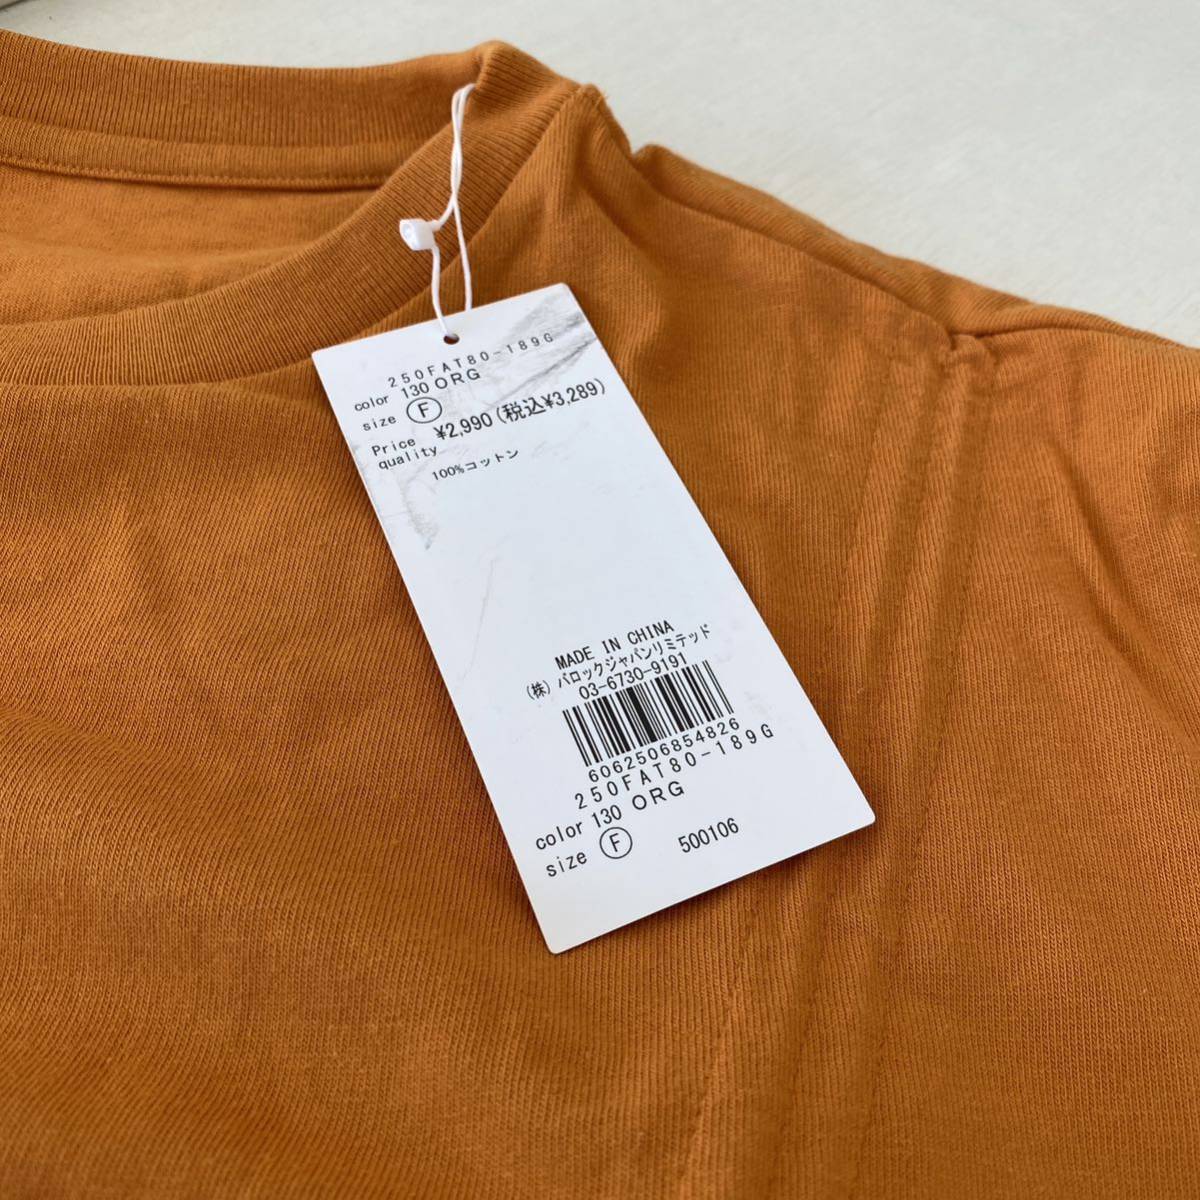 250FAT80-189G
color 130 ORG
size Ⓕ
Price ¥2,990(税込¥3,289)
quality
100%コットン
MADE IN CHINA
(株)バロックジャパンリミテッド
03-6730-9191
6062506854826
250FAT80-189G
color 130 ORG
size Ⓕ
500106